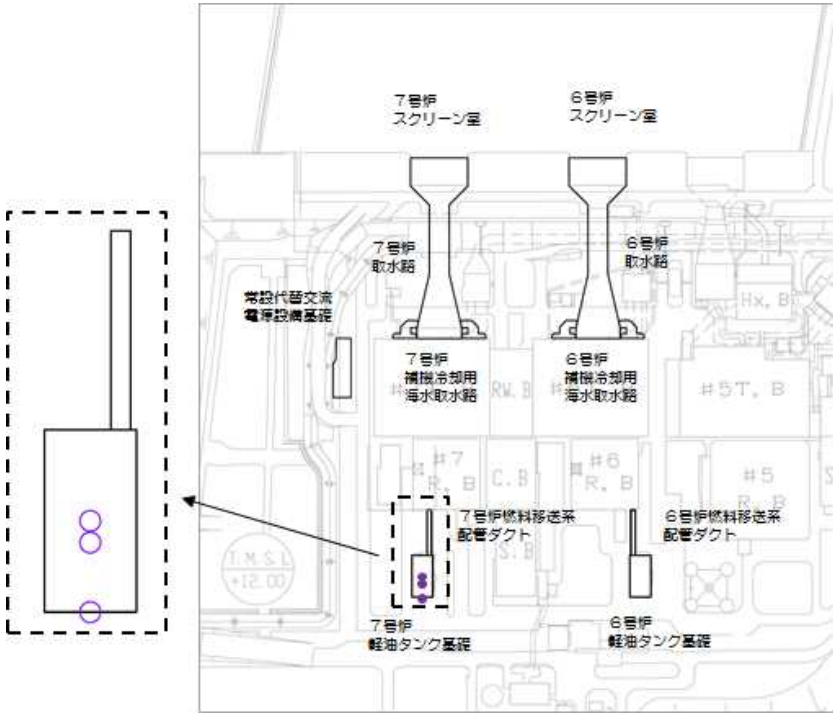 7号炉
スクリーン室
6号炉
スクリーン室
7号炉
取水路
6号炉
取水路
常設代替交流
電源設備基礎
Hx. B
7号炉
補機冷却用
海水取水路
6号炉
補機冷却用
海水取水路
RW. B
#5T. B
#7
R. B
C. B
#6
R. B
#5
R. B
7号炉燃料移送系
配管ダクト
6号炉燃料移送系
配管ダクト
S. B
T.M.S.L
+12.00
7号炉
軽油タンク基礎
6号炉
軽油タンク基礎